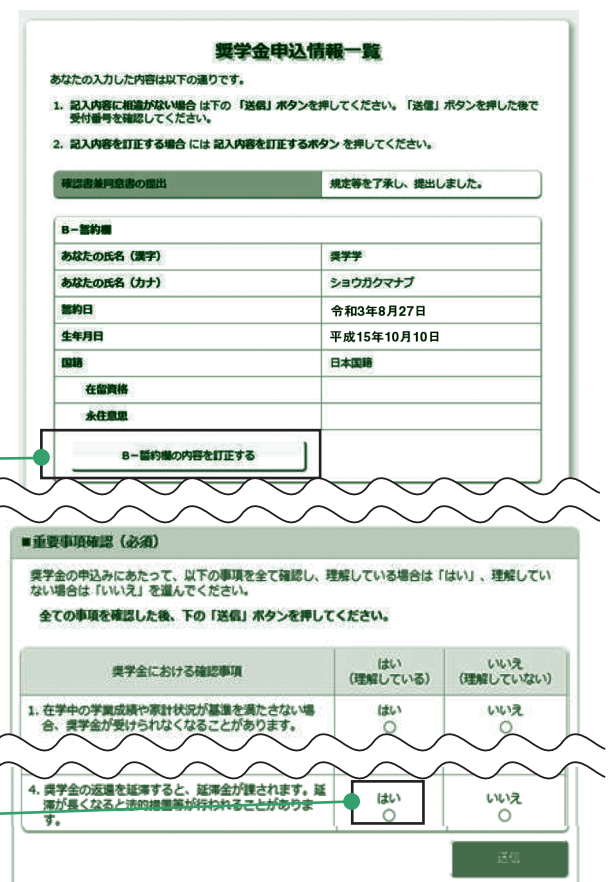 奨学金申込情報一覧
あなたの入力した内容は以下の通りです。
1. 記入内容に相違がない場合 は下の 「送信」ボタンを押してください。「送信」ボタンを押した後で
受付番号を確認してください。
2. 記入内容を訂正する場合 には 記入内容を訂正するボタン を押してください。
確認書兼同意書の提出 規定等を了承し、提出しました。
B－誓約欄
あなたの氏名（漢字） 奨学学
あなたの氏名（カナ） ショウガクマナブ
誓約日 令和3年8月27日
生年月日 平成15年10月10日
国籍 日本国籍
在留資格
永住意思
B－誓約欄の内容を訂正する
■重要事項確認（必須）
奨学金の申込みにあたって、以下の事項を全て確認し、理解している場合は「はい」、理解してい
ない場合は「いいえ」を選んでください。
全ての事項を確認した後、下の「送信」ボタンを押してください。
奨学金における確認事項 はい いいえ
（理解している） （理解していない）
1. 在学中の学業成績や家計状況が基準を満たさない場 はい いいえ
合、奨学金が受けられなくなることがあります。
4. 奨学金の返還を延滞すると、延滞金が課されます。延 はい いいえ
滞が長くなると法的措置等が行われることがありま
す。
送信